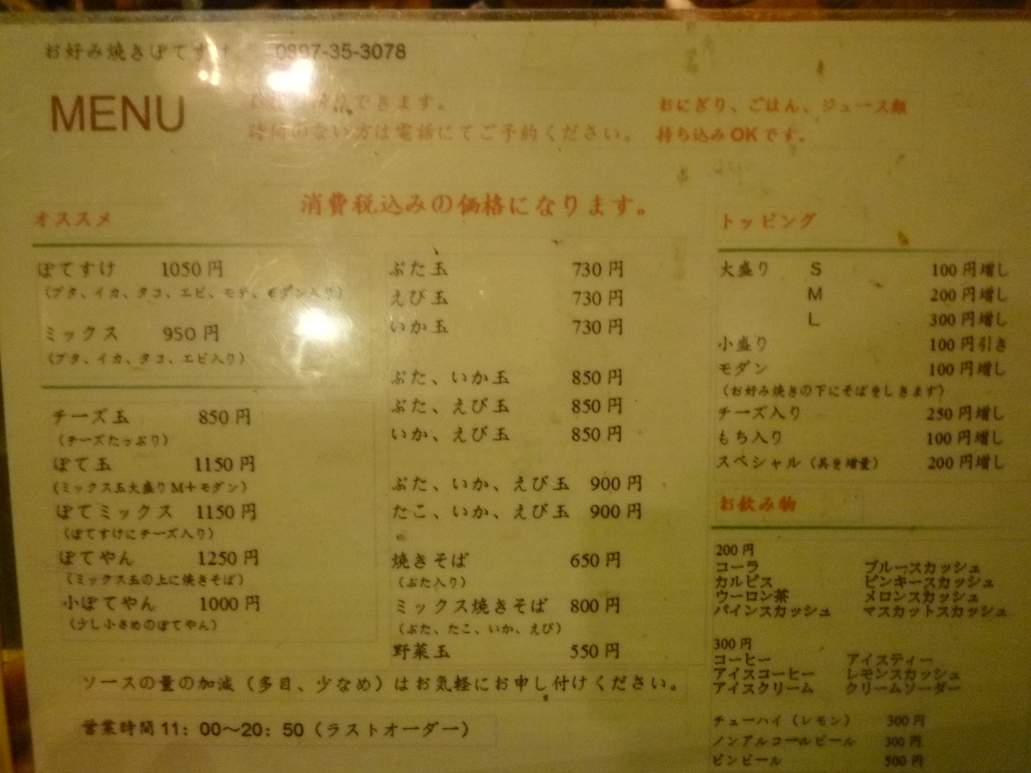 お好み焼きぽてすけ 0897-35-3078
MENU
できます。
時間のない方は電話にてご予約ください。
おにぎり、ごはん、ジュース類
持ち込みOKです。
消費税込みの価格になります。
オススメ
ぽてすけ 1050円
(ブタ、イカ、タコ、エビ、モチ、モダン入り)
ミックス 950円
(ブタ、イカ、タコ、エビ入り)
チーズ玉 850円
(チーズたっぷり)
ぽて玉 1150円
(ミックス玉大盛りM+モダン)
ぽてミックス 1150円
(ぽてすけにチーズ入り)
ぽてやん 1250円
(ミックス玉の上に焼きそば)
小ぽてやん 1000円
(少し小さめのぽてやん)
ぶた玉 730円
えび玉 730円
いか玉 730円
ぶた、いか玉 850円
ぶた、えび玉 850円
いか、えび玉 850円
ぶた、いか、えび玉 900円
たこ、いか、えび玉 900円
焼きそば 650円
(ぶた入り)
ミックス焼きそば 800円
(ぶた、たこ、いか、えび)
野菜玉 550円
トッピング
大盛り S 100円増し
M 200円増し
L 300円増し
小盛り 100円引き
モダン 100円増し
(お好み焼きの下にそばをしきます)
チーズ入り 250円増し
もち入り 100円増し
スペシャル(具を増量) 200円増し
お飲み物
200円
コーラ ブルースカッシュ
カルピス ピンキースカッシュ
ウーロン茶 メロンスカッシュ
パインスカッシュ マスカットスカッシュ
300円
コーヒー アイスティー
アイスコーヒー レモンスカッシュ
アイスクリーム クリームソーダー
チューハイ(レモン) 300円
ノンアルコールビール 300円
ビンビール 500円
ソースの量の加減(多目、少なめ)はお気軽にお申し付けください。
営業時間11:00〜20:50(ラストオーダー)